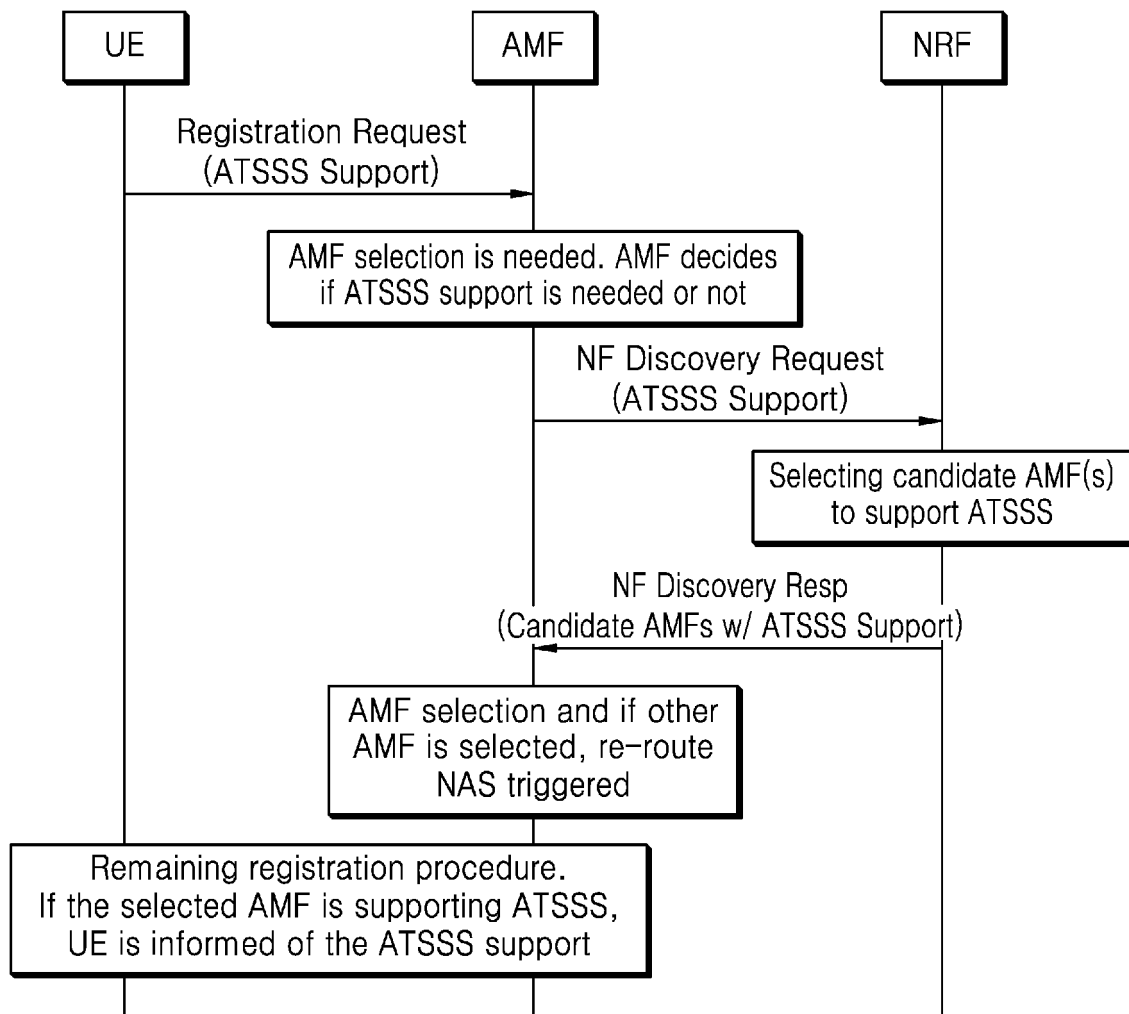 UE
AMF
NRF
Registration Request
(ATSSS Support)
AMF selection is needed. AMF decides
if ATSSS support is needed or not
NF Discovery Request
(ATSSS Support)
Selecting candidate AMF(s)
to support ATSSS
NF Discovery Resp
(Candidate AMFs w/ ATSSS Support)
AMF selection and if other
AMF is selected, re-route
NAS triggered
Remaining registration procedure.
If the selected AMF is supporting ATSSS,
UE is informed of the ATSSS support